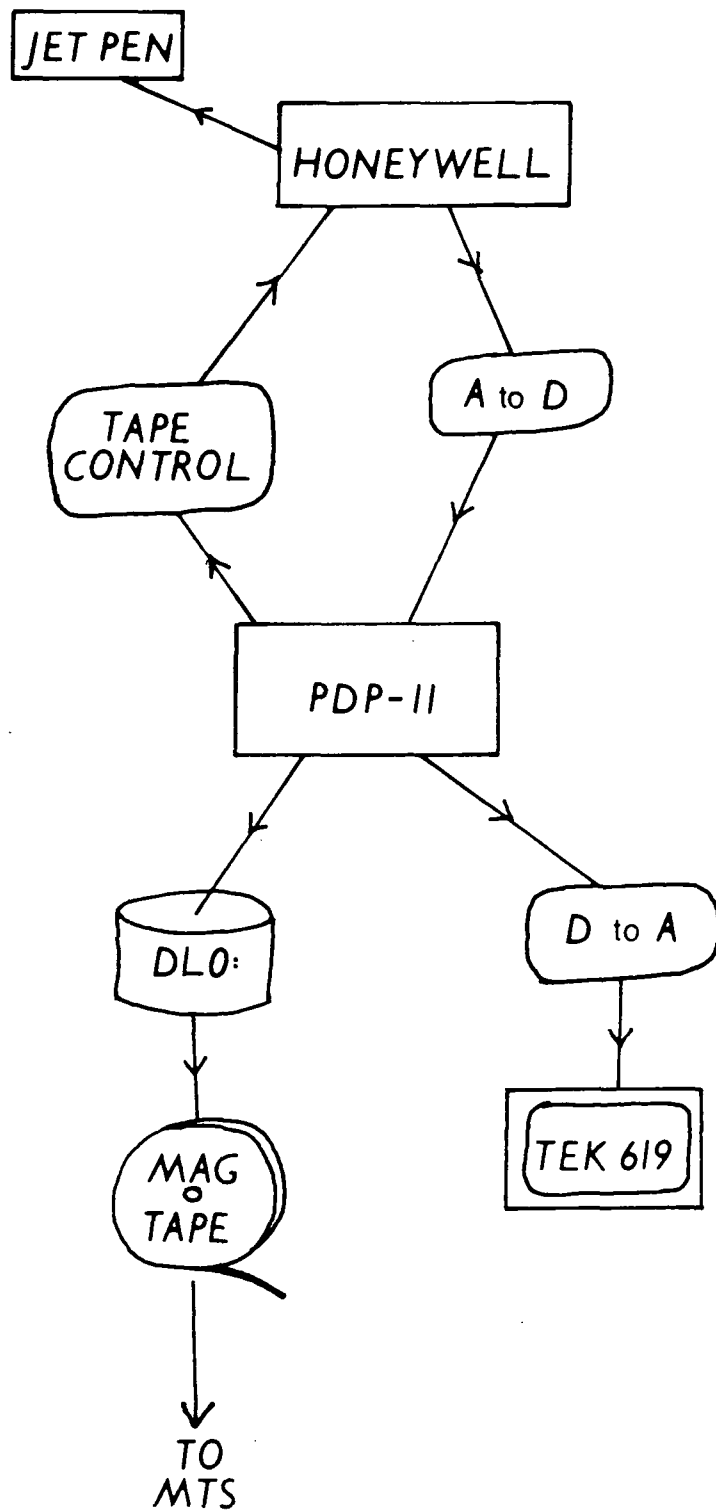 JET PEN
HONEYWELL
A to D
TAPE
CONTROL
PDP-11
DL0:
D to A
MAG
TAPE
TEK 619
TO
MTS